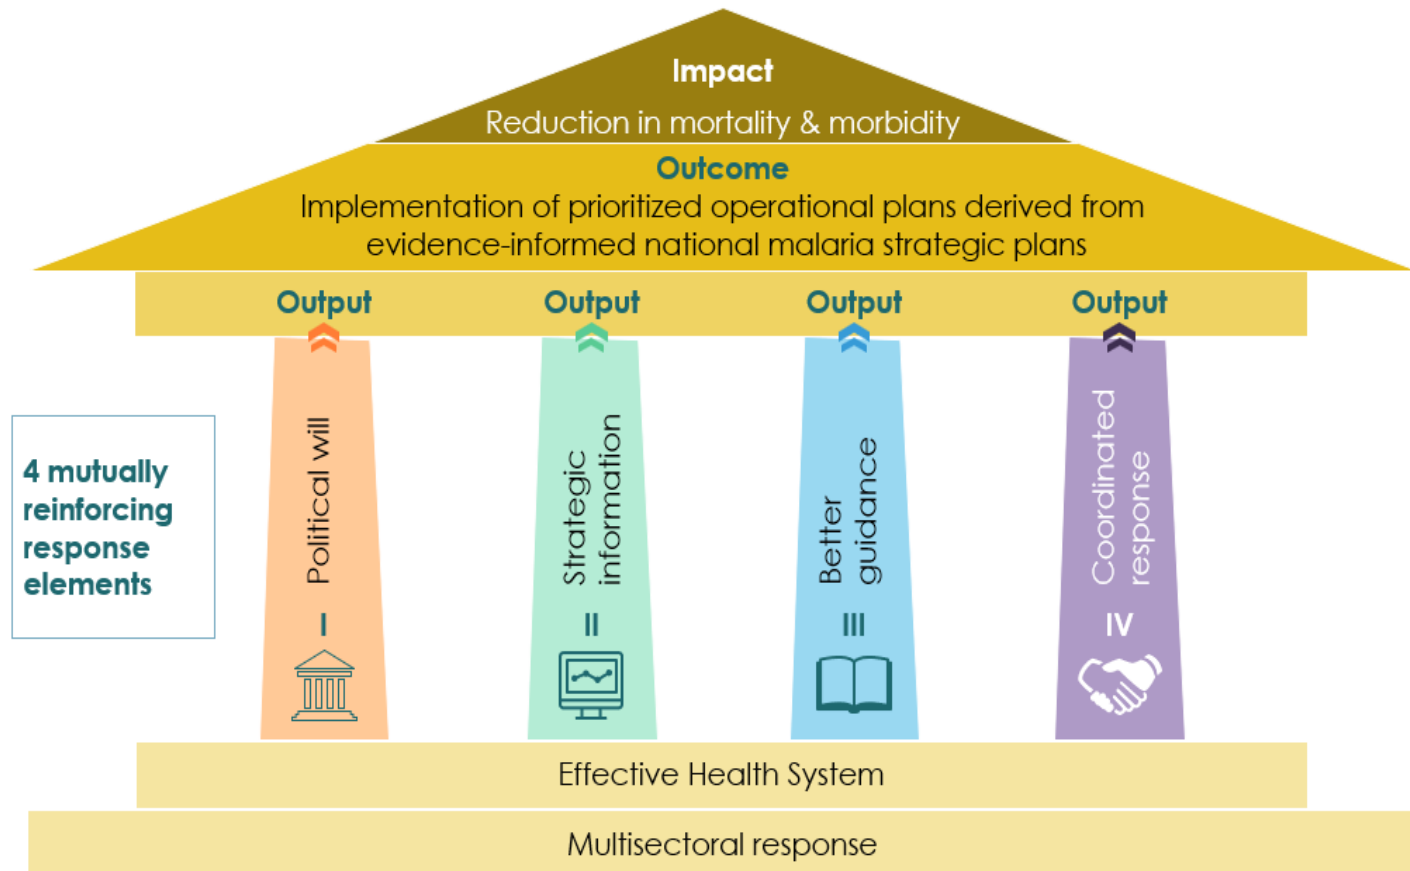 Impact
Reduction in mortality & morbidity
Outcome
Implementation of prioritized operational plans derived from
evidence-informed national malaria strategic plans
Output
Output
Output
Output
4 mutually
reinforcing
response
elements
Political will
I
Strategic
information
II
Better
guidance
III
Coordinated
response
IV
Effective Health System
Multisectoral response